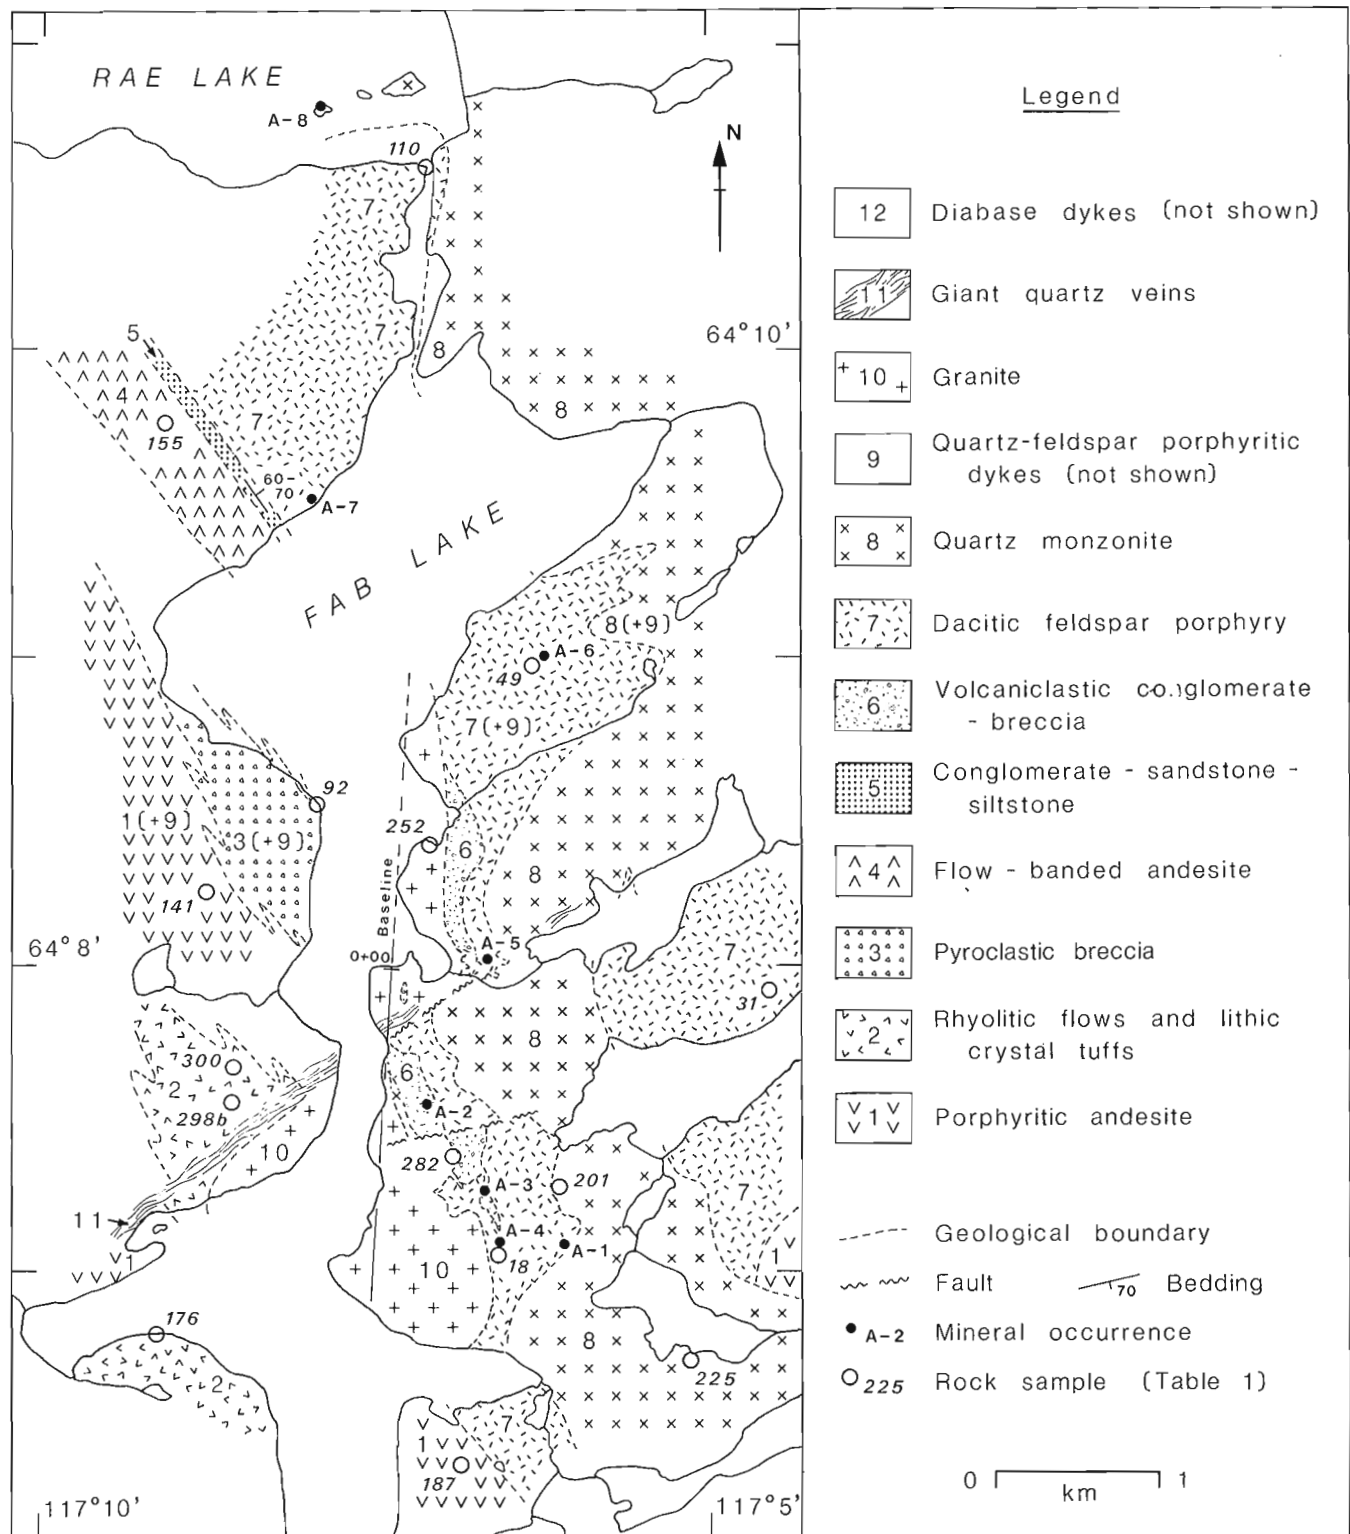 RAE LAKE
A-8
110
N
7
7
5
4
155
7
60-
70
A-7
8
64°10'
8
FAB LAKE
8(+9)
A-6
49
7(+9)
92
1(+9)
3(+9)
252
6
8
Baseline
141
A-5
7
64°8'
0+00
31
8
300
2
298b
6
A-2
10
282
A-3
201
7
11
A-4
A-1
1
1
18
10
176
8
2
225
7
1
187
117°10'
117°5'
Legend
12 Diabase dykes (not shown)
11 Giant quartz veins
10 Granite
9 Quartz-feldspar porphyritic
dykes (not shown)
8 Quartz monzonite
7 Dacitic feldspar porphyry
6 Volcaniclastic conglomerate
- breccia
5 Conglomerate - sandstone -
siltstone
4 Flow - banded andesite
3 Pyroclastic breccia
2 Rhyolitic flows and lithic
crystal tuffs
1 Porphyritic andesite
Geological boundary
Fault 70 Bedding
A-2 Mineral occurrence
225 Rock sample (Table 1)
0 1
km